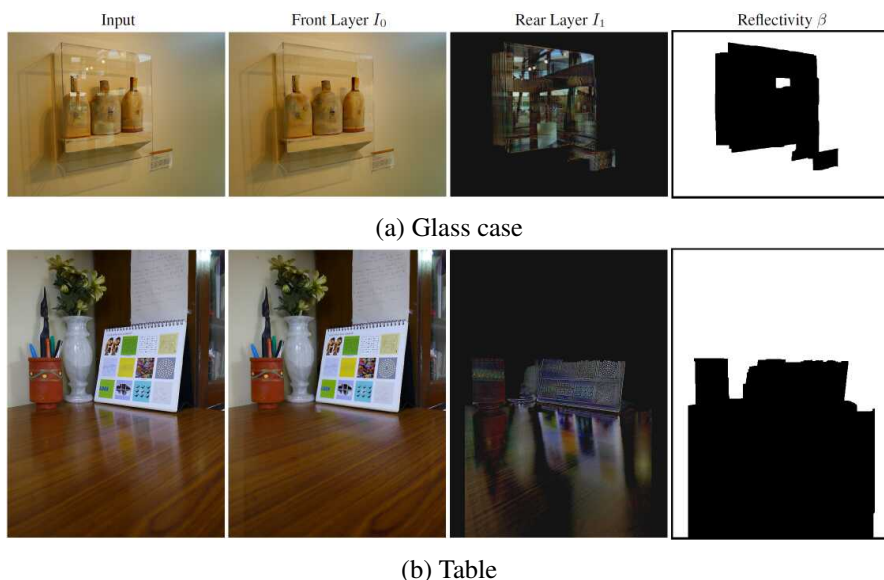 Input
Front Layer I₀
Rear Layer I₁
Reflectivity β
(a) Glass case
(b) Table